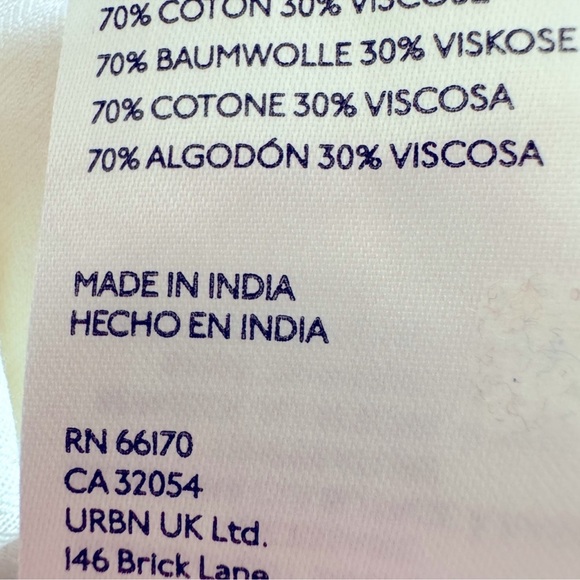 70% COTON 30% VISCOSE
70% BAUMWOLLE 30% VISKOSE
70% COTONE 30% VISCOSA
70% ALGODÓN 30% VISCOSA
MADE IN INDIA
HECHO EN INDIA
RN 66170
CA 32054
URBN UK Ltd.
146 Brick Lane